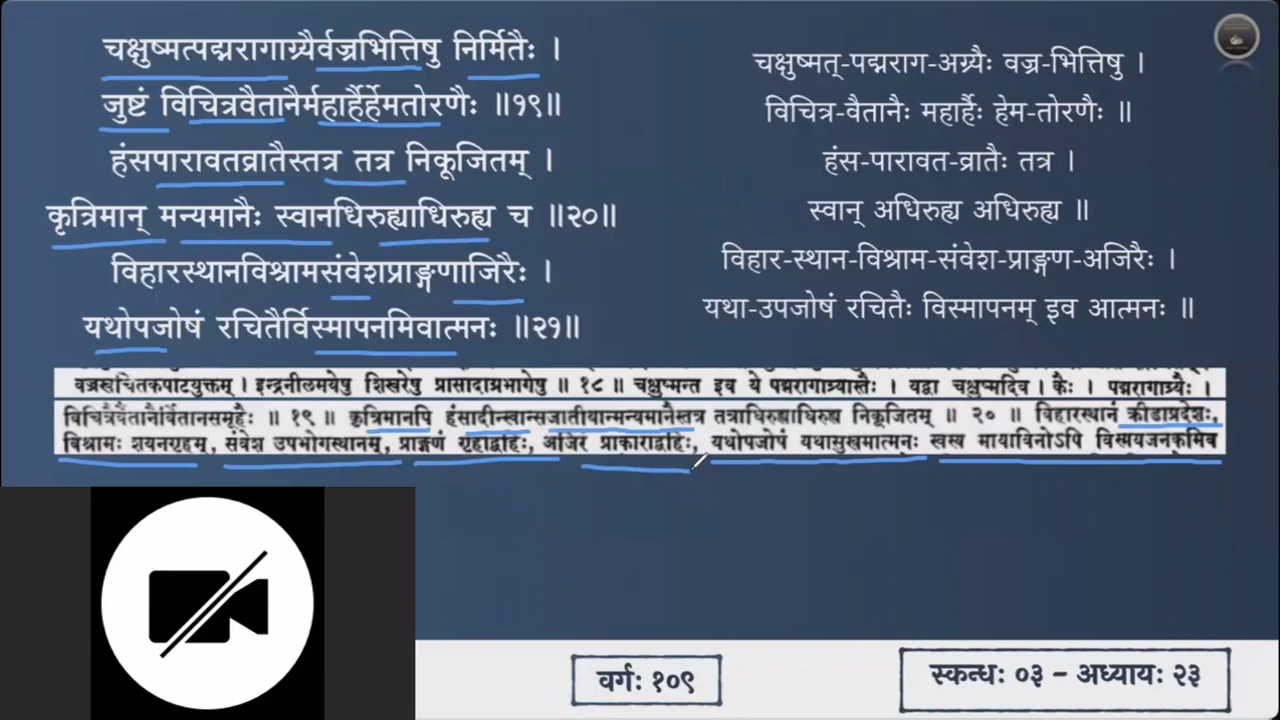 चक्षुष्मत्पद्मरागाग्र्यैर्वज्रभित्तिषु निर्मितैः ।
जुष्टं विचित्रवैतानैर्महार्हैर्हेमतोरणैः ॥१९॥
हंसपारावतव्रातैस्तत्र तत्र निकूजितम् ।
कृत्रिमान् मन्यमानैः स्वानधिरुह्याधिरुह्य च ॥२०॥
विहारस्थानविश्रामसंवेशप्राङ्गणाजिरैः ।
यथोपजोषं रचितैर्विस्मापनमिवात्मनः ॥२१॥
चक्षुष्मत्-पद्मराग-अग्र्यैः वज्र-भित्तिषु ।
विचित्र-वैतानैः महार्हैः हेम-तोरणैः ॥
हंस-पारावत-व्रातैः तत्र ।
स्वान् अधिरुह्य अधिरुह्य ॥
विहार-स्थान-विश्राम-संवेश-प्राङ्गण-अजिरैः ।
यथा-उपजोषं रचितैः विस्मापनम् इव आत्मनः ॥
वज्रखचितकपाटयुक्तम् । इन्द्रनीलमयेषु शिखरेषु प्रासादाग्रभागेषु ॥ १८ ॥ चक्षुष्मन्त इव ये पद्मरागाग्र्यास्तैः । यद्वा चक्षुष्मदिव । कैः । पद्मरागाग्र्यैः ।
विचित्रैर्वैतानैर्वितानसमूहैः ॥ १९ ॥ कृत्रिमानपि हंसादीन्स्वान्सजातीयान्मन्यमानैस्तत्र तत्राधिरुह्याधिरुह्य निकूजितम् ॥ २० ॥ विहारस्थानं क्रीडाप्रदेशः,
विश्रामः शयनगृहम्, संवेश उपभोगस्थानम्, प्राङ्गणं गृहाद्बहिः, अजिरं प्राकाराद्बहिः, यथोपजोषं यथासुखमात्मनः स्वस्य मायाविनोऽपि विस्मयजनकमिव
वर्गः १०९
स्कन्धः ०३ – अध्यायः २३